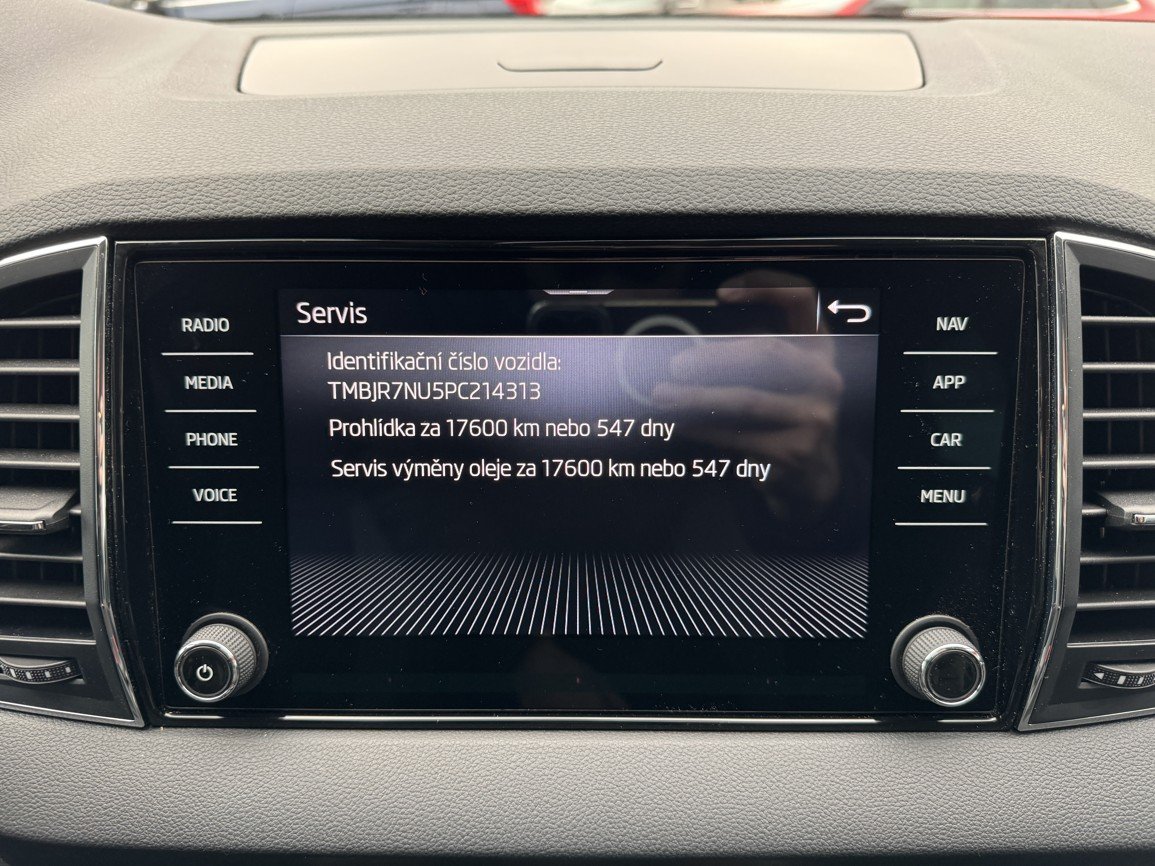 Servis
RADIO
MEDIA
PHONE
VOICE
Identifikační číslo vozidla:
TMBJR7NU5PC214313
Prohlídka za 17600 km nebo 547 dny
Servis výměny oleje za 17600 km nebo 547 dny
NAV
APP
CAR
MENU